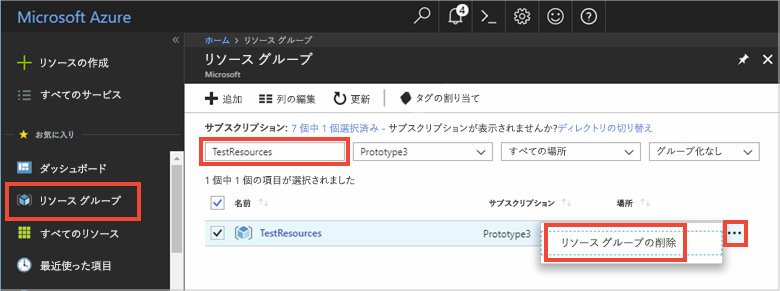 Microsoft Azure
4
ホーム > リソース グループ
リソース グループ
Microsoft
リソースの作成
すべてのサービス
お気に入り
ダッシュボード
リソース グループ
すべてのリソース
最近使った項目
追加 列の編集 更新 タグの割り当て
サブスクリプション: 7 個中 1 個選択済み - サブスクリプションが表示されませんか?ディレクトリの切り替え
TestResources Prototype3 すべての場所 グループ化なし
1 個中 1 個の項目が選択されました
名前 サブスクリプション 場所
TestResources Prototype3
リソース グループの削除